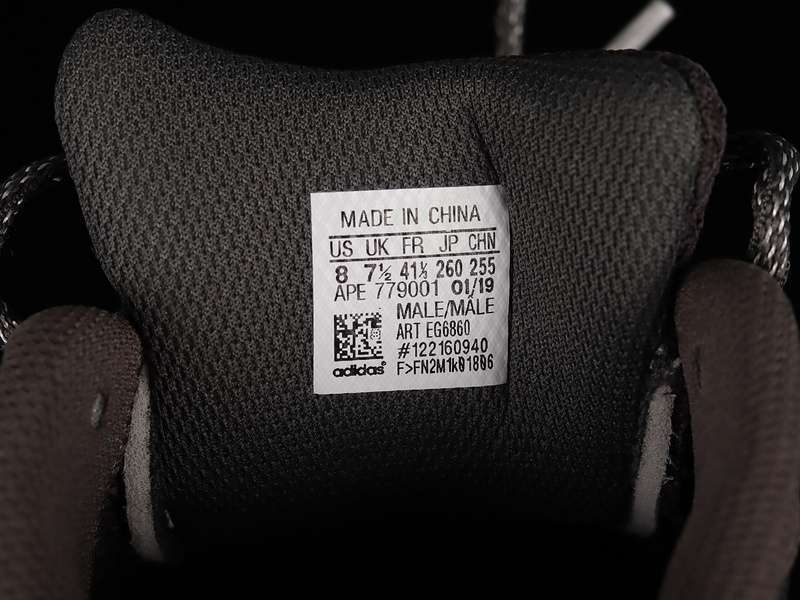 MADE IN CHINA
US UK FR JP CHN
8 7½ 41⅓ 260 255
APE 779001 01/19
MALE/MÂLE
ART EG6860
#122160940
adidas® F>FN2M1k01806